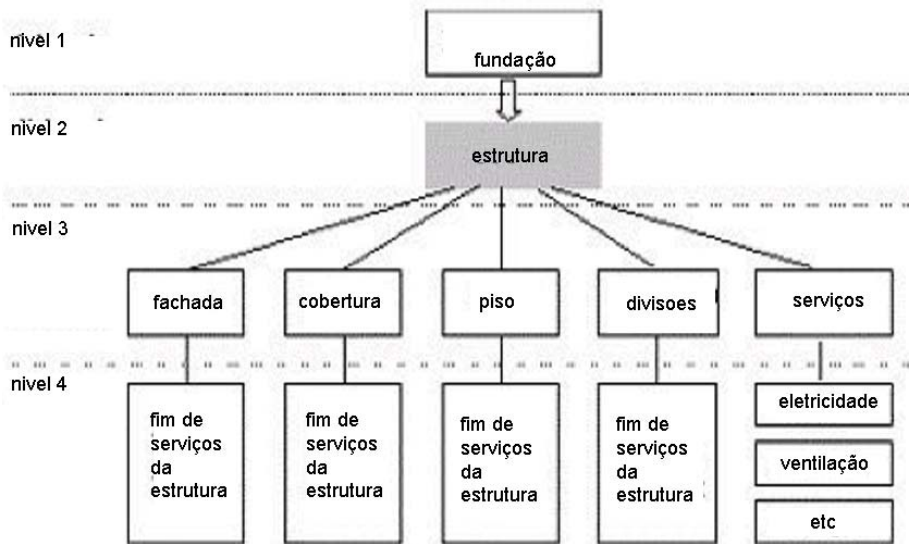 nivel 1
fundação
nivel 2
estrutura
nivel 3
fachada
cobertura
piso
divisoes
serviços
nivel 4
fim de
serviços
da
estrutura
fim de
serviços
da
estrutura
fim de
serviços
da
estrutura
fim de
serviços
da
estrutura
eletricidade
ventilação
etc